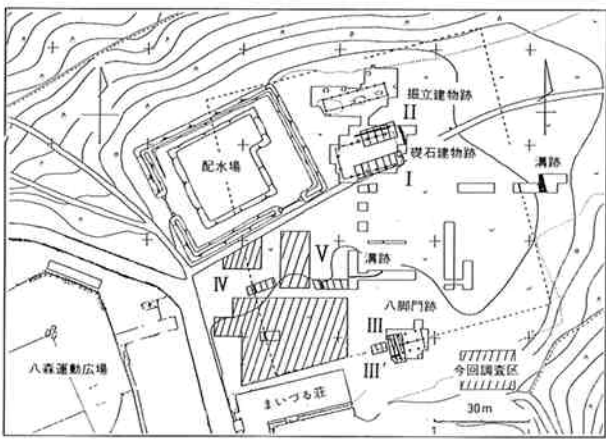 掘立建物跡
II
礎石建物跡
配水場
溝跡
I
V
溝跡
IV
八脚門跡
III
III'
八森運動広場
今回調査区
まいづる荘
30m